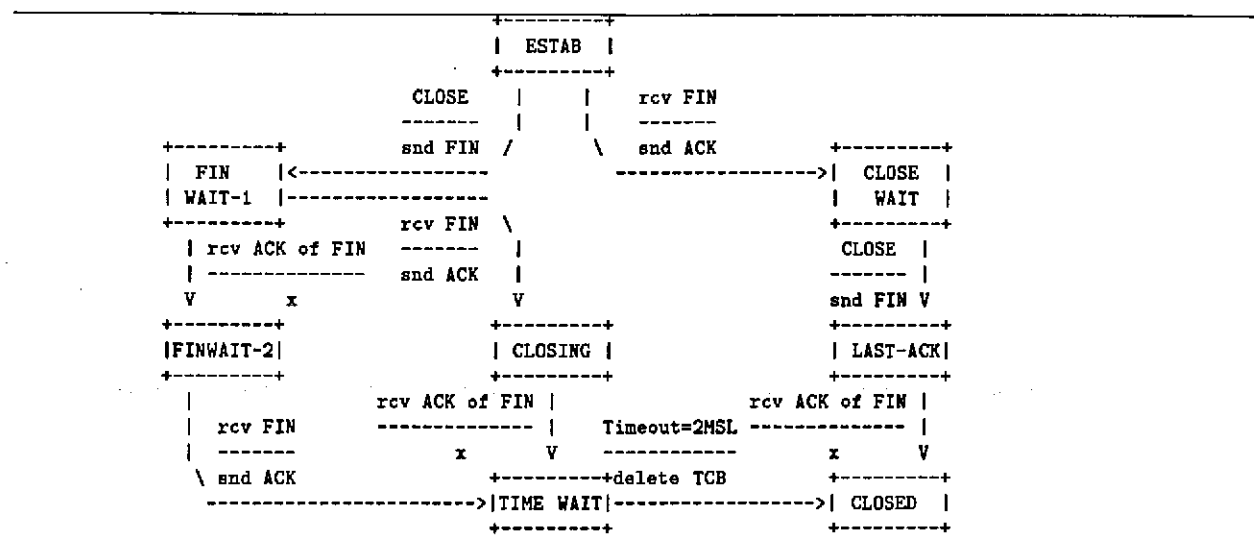 ESTAB
CLOSE rcv FIN
snd FIN snd ACK
FIN CLOSE
WAIT-1 WAIT
rcv FIN
rcv ACK of FIN CLOSE
snd ACK
x snd FIN
FINWAIT-2 CLOSING LAST-ACK
rcv ACK of FIN rcv ACK of FIN
rcv FIN Timeout=2MSL
x x
snd ACK delete TCB
TIME WAIT CLOSED